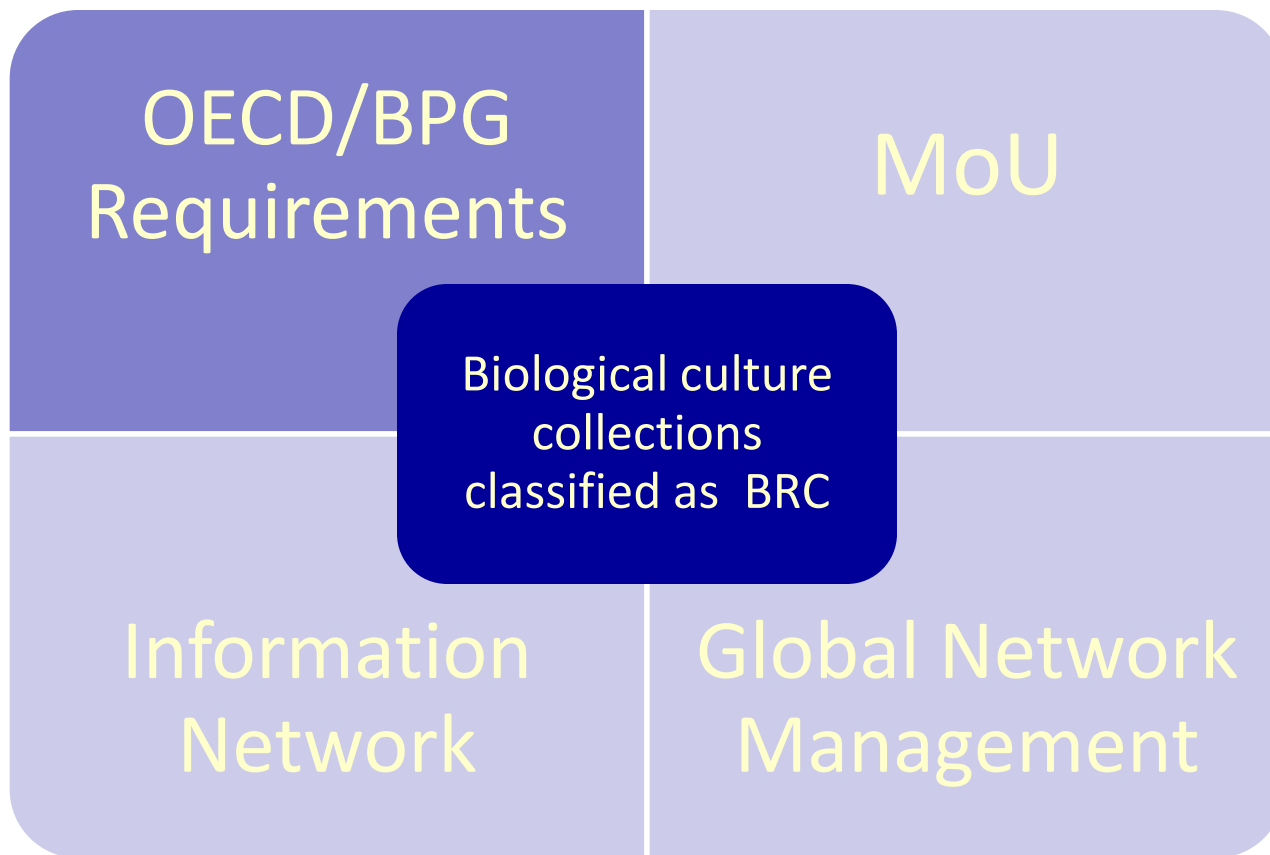 OECD/BPG
Requirements
MoU
Biological culture
collections
classified as  BRC
Information
Network
Global Network
Management